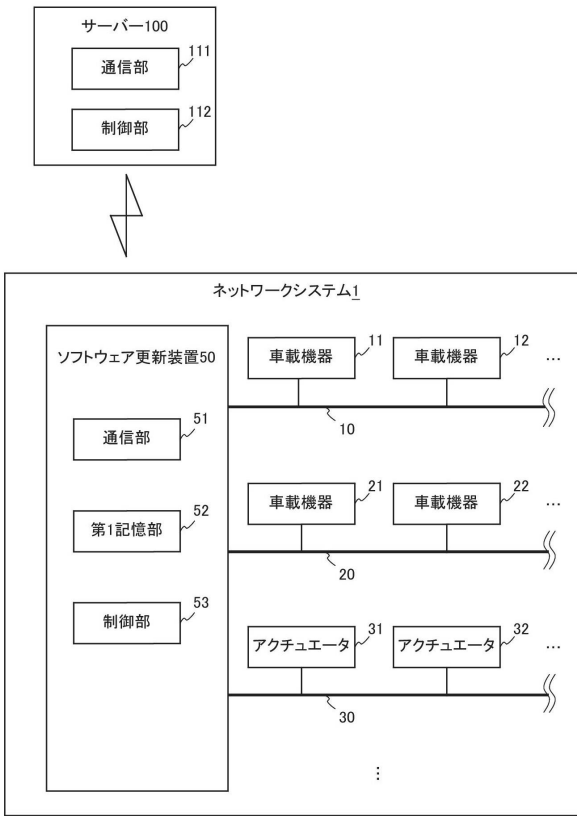 サーバー100
通信部
111
制御部
112
ネットワークシステム1
ソフトウェア更新装置50
通信部
51
第1記憶部
52
制御部
53
車載機器
11
車載機器
12
…
10
車載機器
21
車載機器
22
…
20
アクチュエータ
31
アクチュエータ
32
…
30
⋮